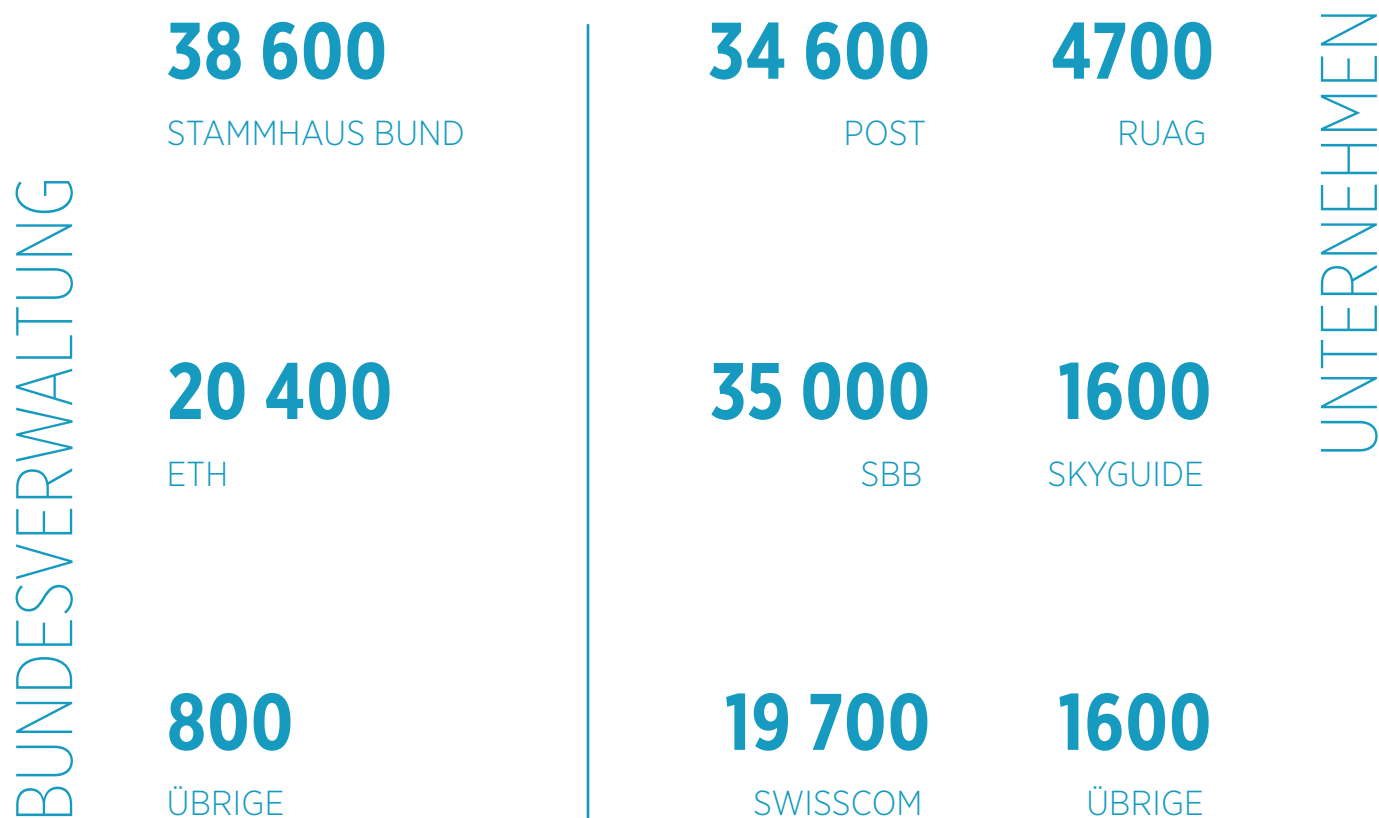 BUNDESVERWALTUNG
38 600
STAMMHAUS BUND
20 400
ETH
800
ÜBRIGE
34 600
POST
4700
RUAG
35 000
SBB
1600
SKYGUIDE
19 700
SWISSCOM
1600
ÜBRIGE
UNTERNEHMEN